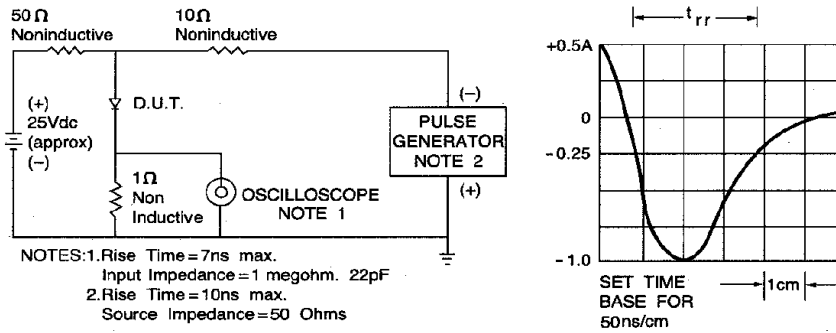 50Ω
Noninductive
10Ω
Noninductive
(+)
25Vdc
(approx)
(–)
D.U.T.
1Ω
Non
Inductive
OSCILLOSCOPE
NOTE 1
(–)
PULSE
GENERATOR
NOTE 2
(+)
NOTES:1.Rise Time=7ns max.
Input Impedance=1 megohm. 22pF
2.Rise Time=10ns max.
Source Impedance=50 Ohms
trr
+0.5A
0
-0.25
-1.0
SET TIME
BASE FOR
50ns/cm
1cm